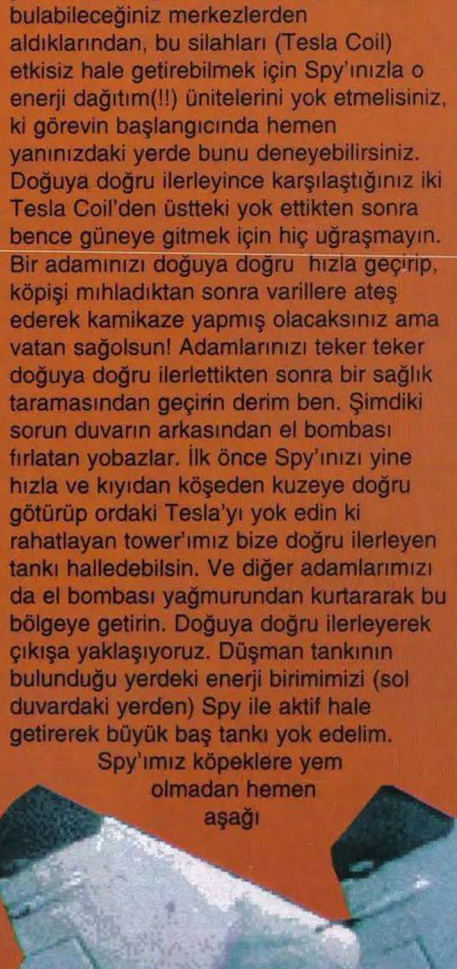 bulabileceğiniz merkezlerden
aldıklarından, bu silahları (Tesla Coil)
etkisiz hale getirebilmek için Spy'ınızla o
enerji dağıtım(!!) ünitelerini yok etmelisiniz,
ki görevin başlangıcında hemen
yanınızdaki yerde bunu deneyebilirsiniz.
Doğuya doğru ilerleyince karşılaştığınız iki
Tesla Coil'den üstteki yok ettikten sonra
bence güneye gitmek için hiç uğraşmayın.
Bir adamınızı doğuya doğru hızla geçirip,
köpişi mıhladıktan sonra varillere ateş
ederek kamikaze yapmış olacaksınız ama
vatan sağolsun! Adamlarınızı teker teker
doğuya doğru ilerlettikten sonra bir sağlık
taramasından geçirin derim ben. Şimdiki
sorun duvarın arkasından el bombası
fırlatan yobazlar. İlk önce Spy'ınızı yine
hızla ve kıyıdan köşeden kuzeye doğru
götürüp ordaki Tesla'yı yok edin ki
rahatlayan tower'ımız bize doğru ilerleyen
tankı halledebilsin. Ve diğer adamlarımızı
da el bombası yağmurundan kurtararak bu
bölgeye getirin. Doğuya doğru ilerleyerek
çıkışa yaklaşıyoruz. Düşman tankının
bulunduğu yerdeki enerji birimimizi (sol
duvardaki yerden) Spy ile aktif hale
getirerek büyük baş tankı yok edelim.
Spy'ımız köpeklere yem
olmadan hemen
aşağı